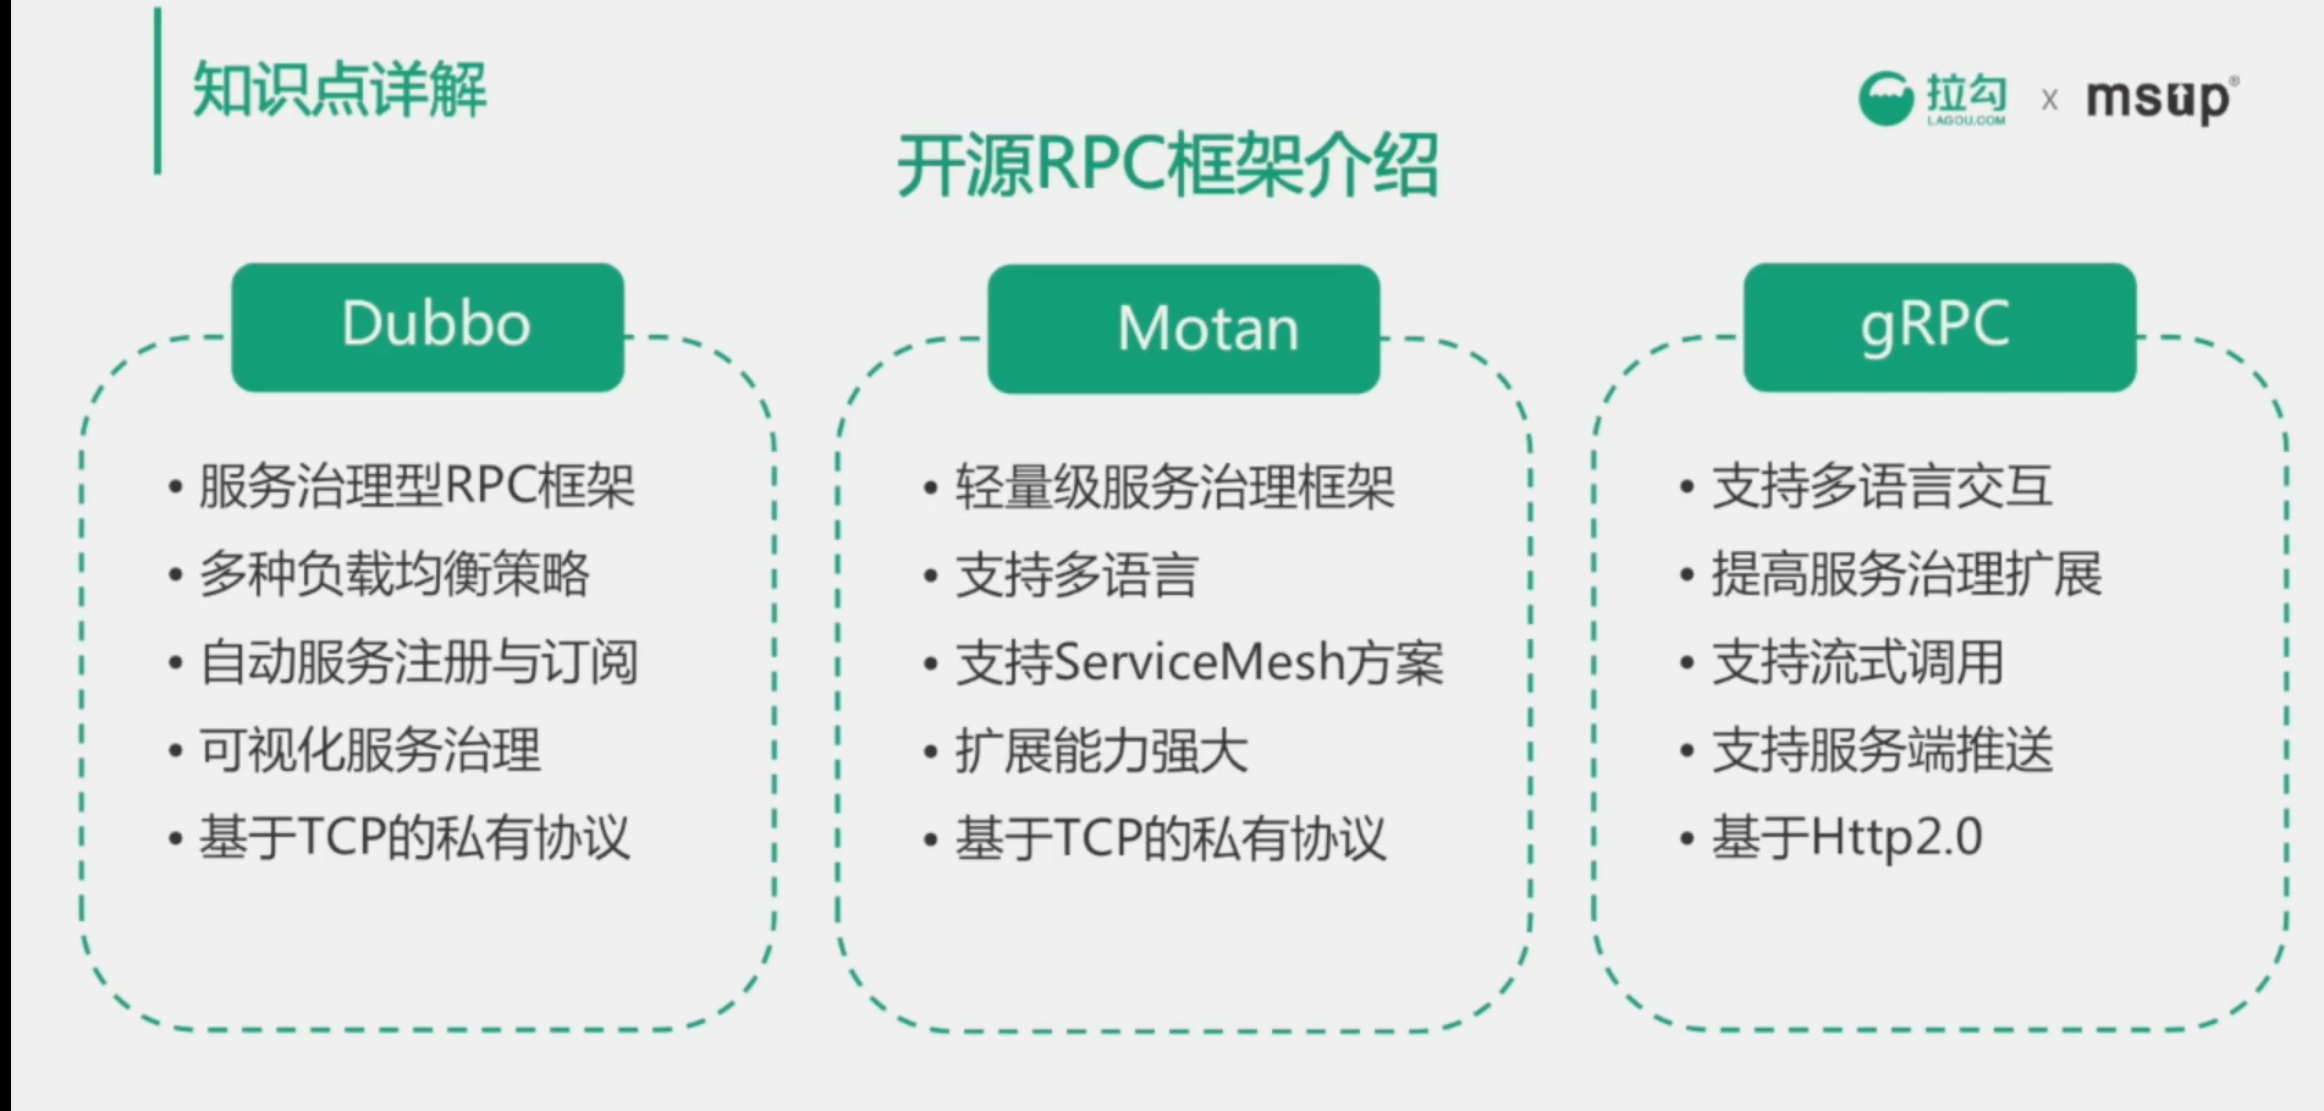 知识点详解
拉勾
LAGOU.COM
x
msup®
开源RPC框架介绍
Dubbo
• 服务治理型RPC框架
• 多种负载均衡策略
• 自动服务注册与订阅
• 可视化服务治理
• 基于TCP的私有协议
Motan
• 轻量级服务治理框架
• 支持多语言
• 支持ServiceMesh方案
• 扩展能力强大
• 基于TCP的私有协议
gRPC
• 支持多语言交互
• 提高服务治理扩展
• 支持流式调用
• 支持服务端推送
• 基于Http2.0